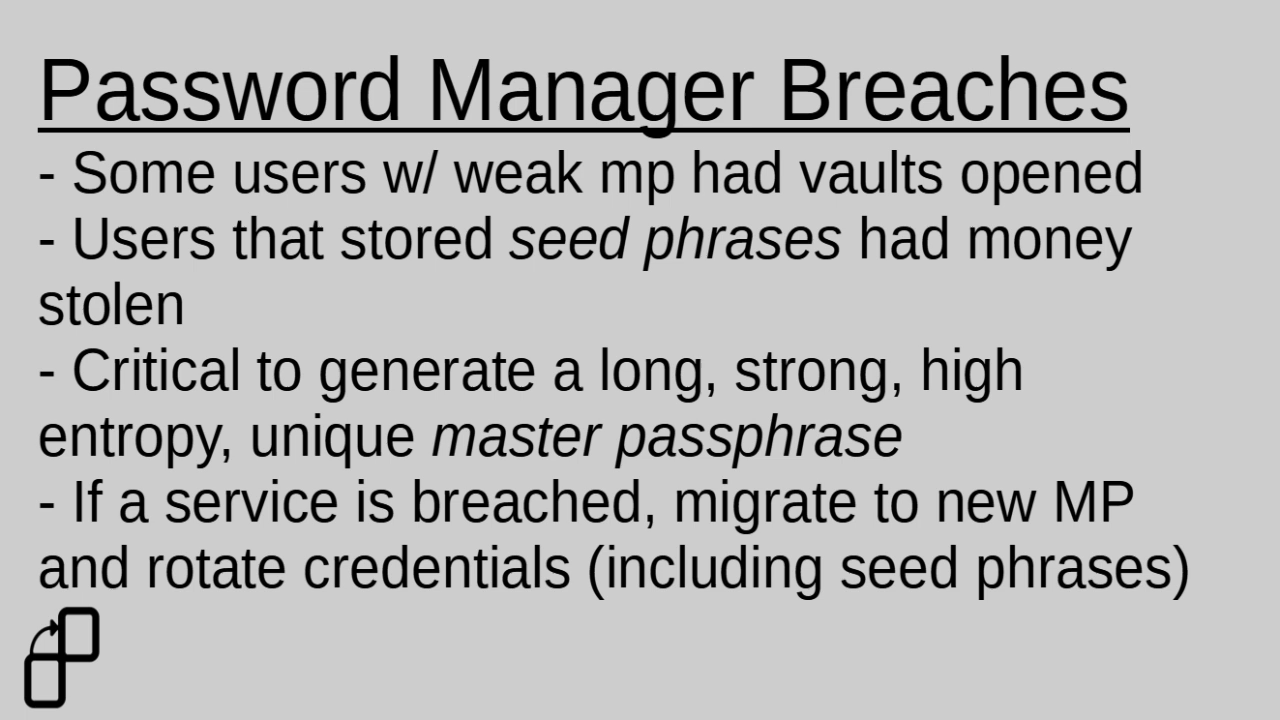 Password Manager Breaches
- Some users w/ weak mp had vaults opened
- Users that stored seed phrases had money
stolen
- Critical to generate a long, strong, high
entropy, unique master passphrase
- If a service is breached, migrate to new MP
and rotate credentials (including seed phrases)